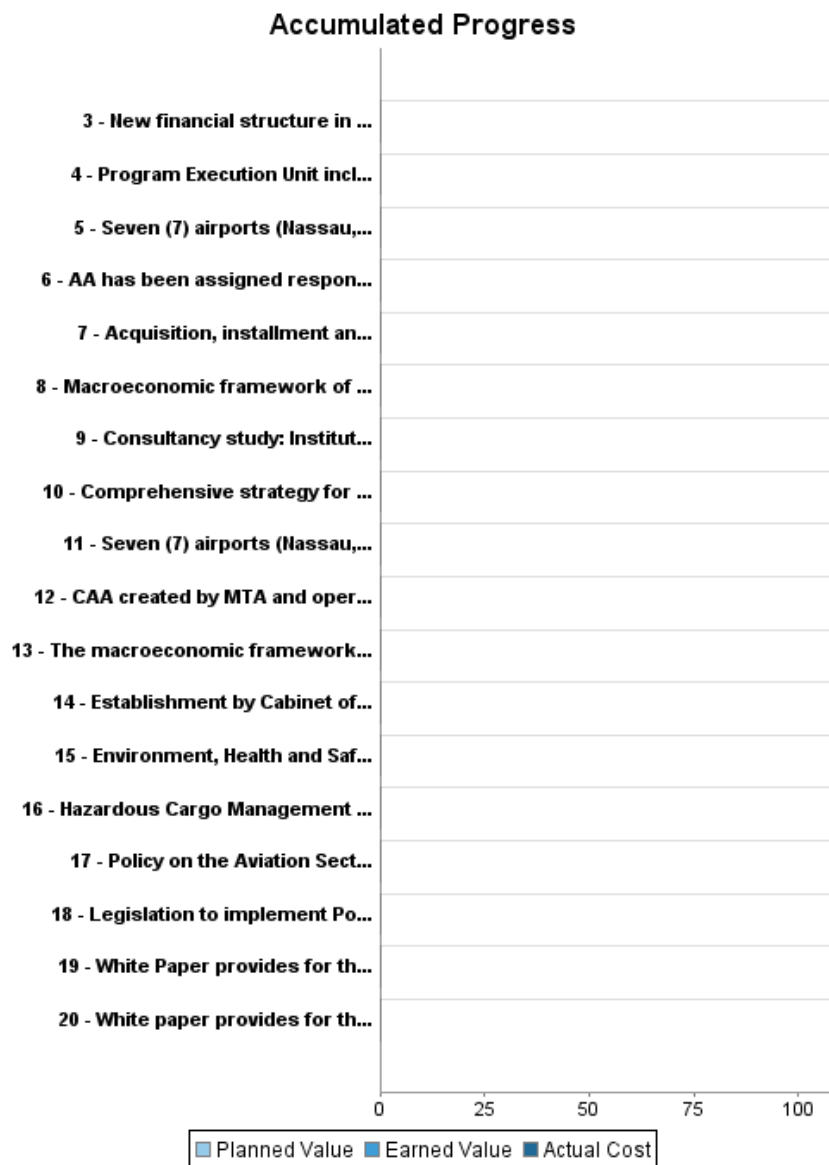 Accumulated Progress
3 - New financial structure in ...
4 - Program Execution Unit incl...
5 - Seven (7) airports (Nassau,...
6 - AA has been assigned respon...
7 - Acquisition, installment an...
8 - Macroeconomic framework of ...
9 - Consultancy study: Institut...
10 - Comprehensive strategy for ...
11 - Seven (7) airports (Nassau,...
12 - CAA created by MTA and oper...
13 - The macroeconomic framework...
14 - Establishment by Cabinet of...
15 - Environment, Health and Saf...
16 - Hazardous Cargo Management ...
17 - Policy on the Aviation Sect...
18 - Legislation to implement Po...
19 - White Paper provides for th...
20 - White paper provides for th...
0 25 50 75 100
Planned Value Earned Value Actual Cost